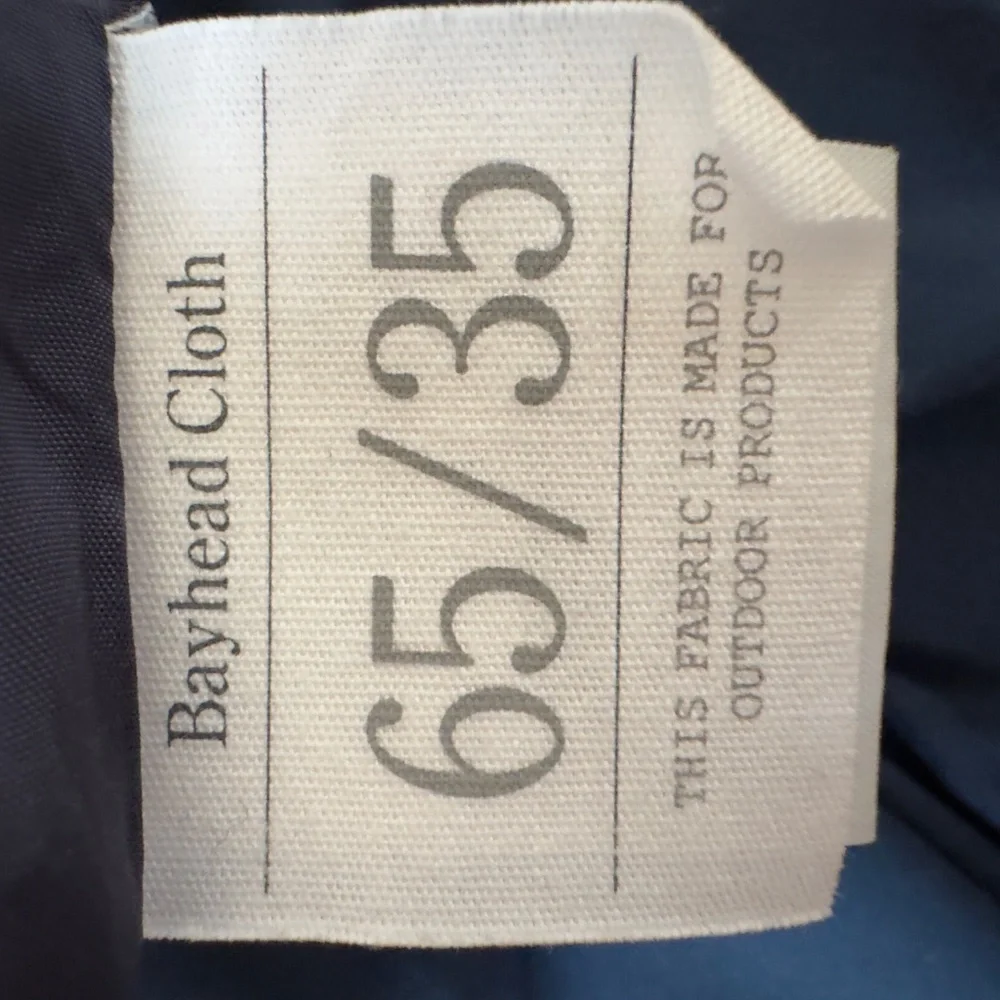 Bayhead Cloth
65/35
THIS FABRIC IS MADE FOR
OUTDOOR PRODUCTS